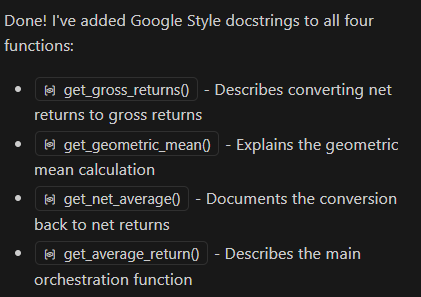 Done! I've added Google Style docstrings to all four
functions:
• get_gross_returns() - Describes converting net
returns to gross returns
• get_geometric_mean() - Explains the geometric
mean calculation
• get_net_average() - Documents the conversion
back to net returns
• get_average_return() - Describes the main
orchestration function